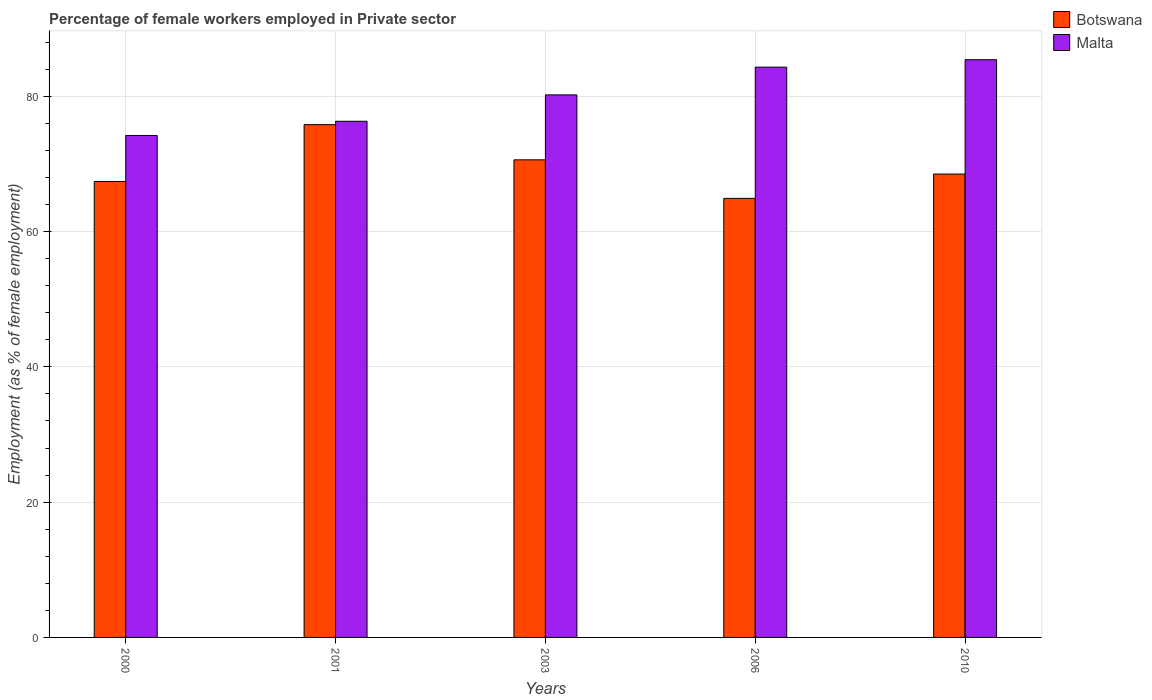 Percentage of female workers employed in Private sector
Botswana
Malta
Employment (as % of female employment)
80
60
40
20
0
2000
2001
2003
2006
2010
Years